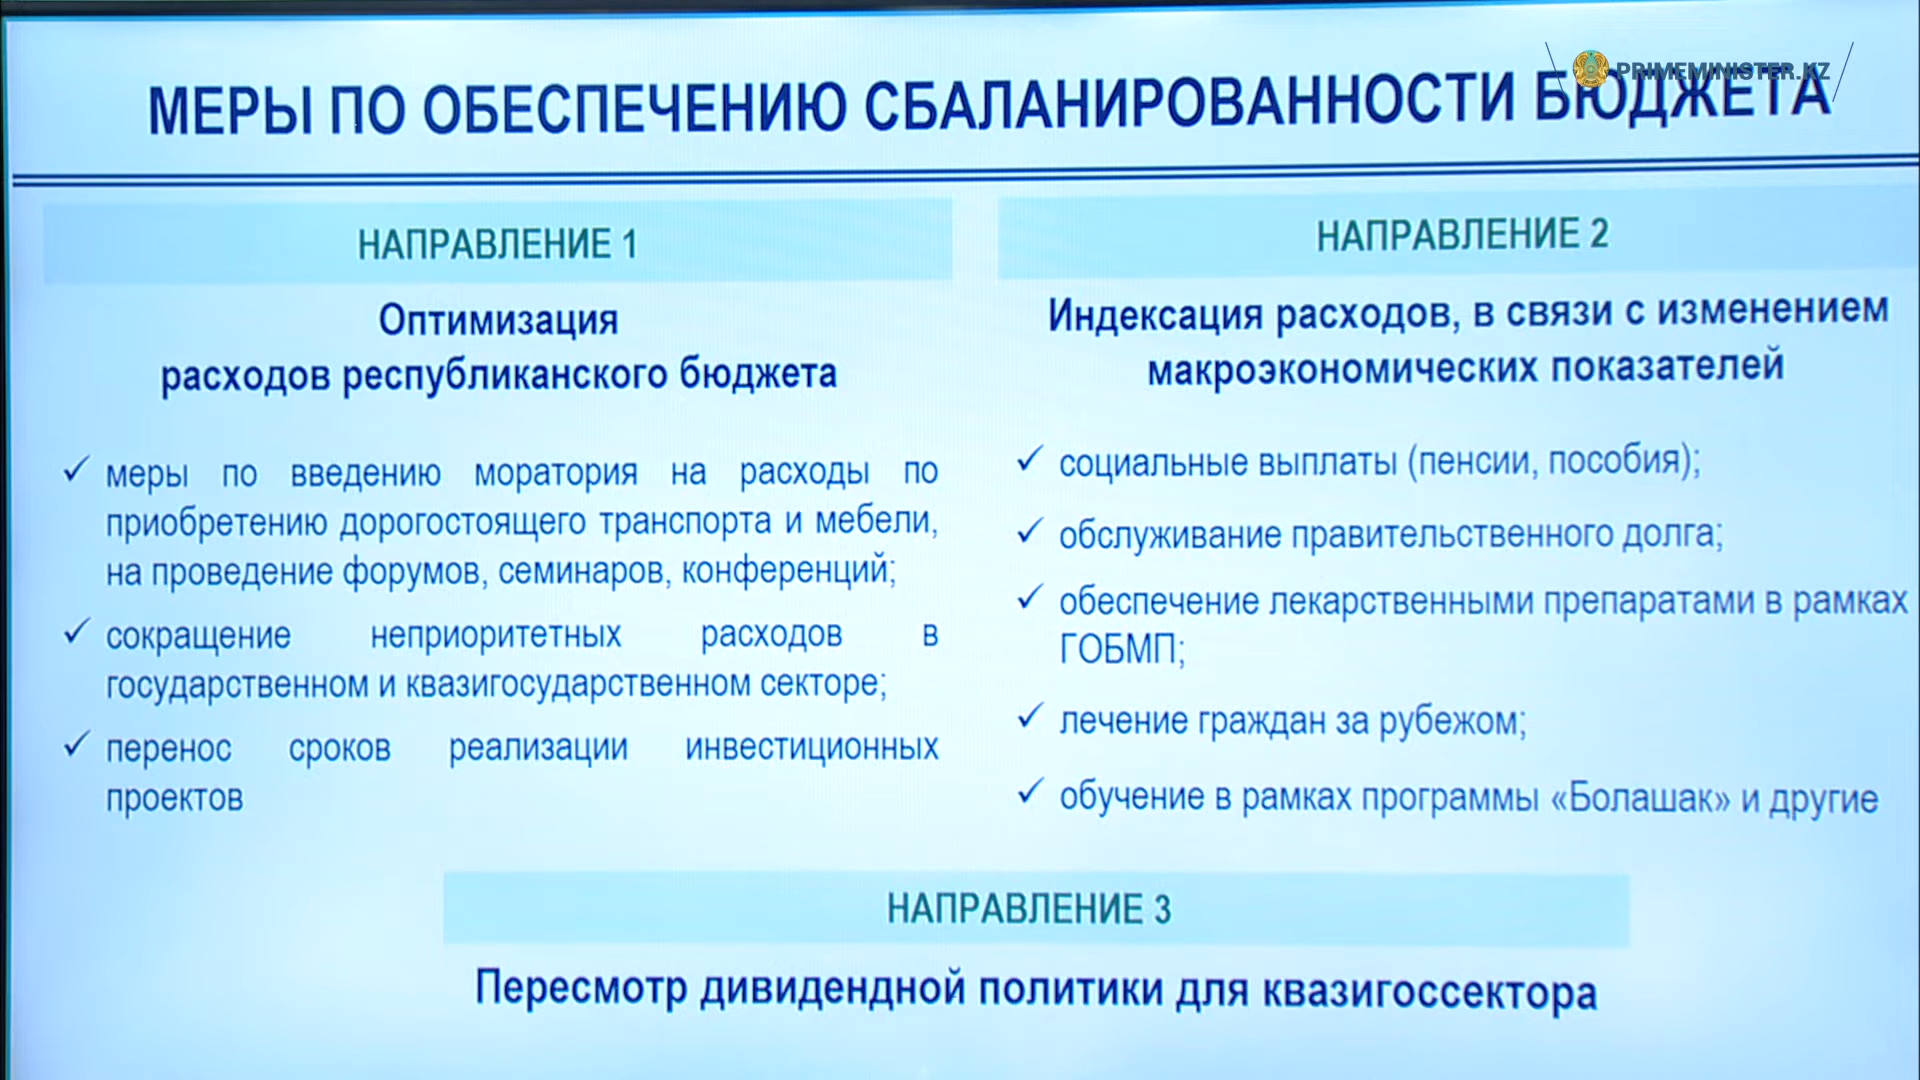 PRIMEMINISTER.KZ
МЕРЫ ПО ОБЕСПЕЧЕНИЮ СБАЛАНИРОВАННОСТИ БЮДЖЕТА
НАПРАВЛЕНИЕ 1
Оптимизация
расходов республиканского бюджета
меры по введению моратория на расходы по
приобретению дорогостоящего транспорта и мебели,
на проведение форумов, семинаров, конференций;
сокращение неприоритетных расходов в
государственном и квазигосударственном секторе;
перенос сроков реализации инвестиционных
проектов
НАПРАВЛЕНИЕ 2
Индексация расходов, в связи с изменением
макроэкономических показателей
социальные выплаты (пенсии, пособия);
обслуживание правительственного долга;
обеспечение лекарственными препаратами в рамках
ГОБМП;
лечение граждан за рубежом;
обучение в рамках программы «Болашак» и другие
НАПРАВЛЕНИЕ 3
Пересмотр дивидендной политики для квазигоссектора